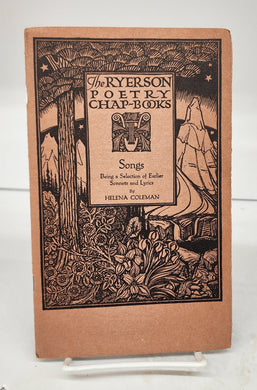 The RYERSON
POETRY
CHAP-BOOKS
Songs
Being a Selection of Earlier
Sonnets and Lyrics
By
HELENA COLEMAN